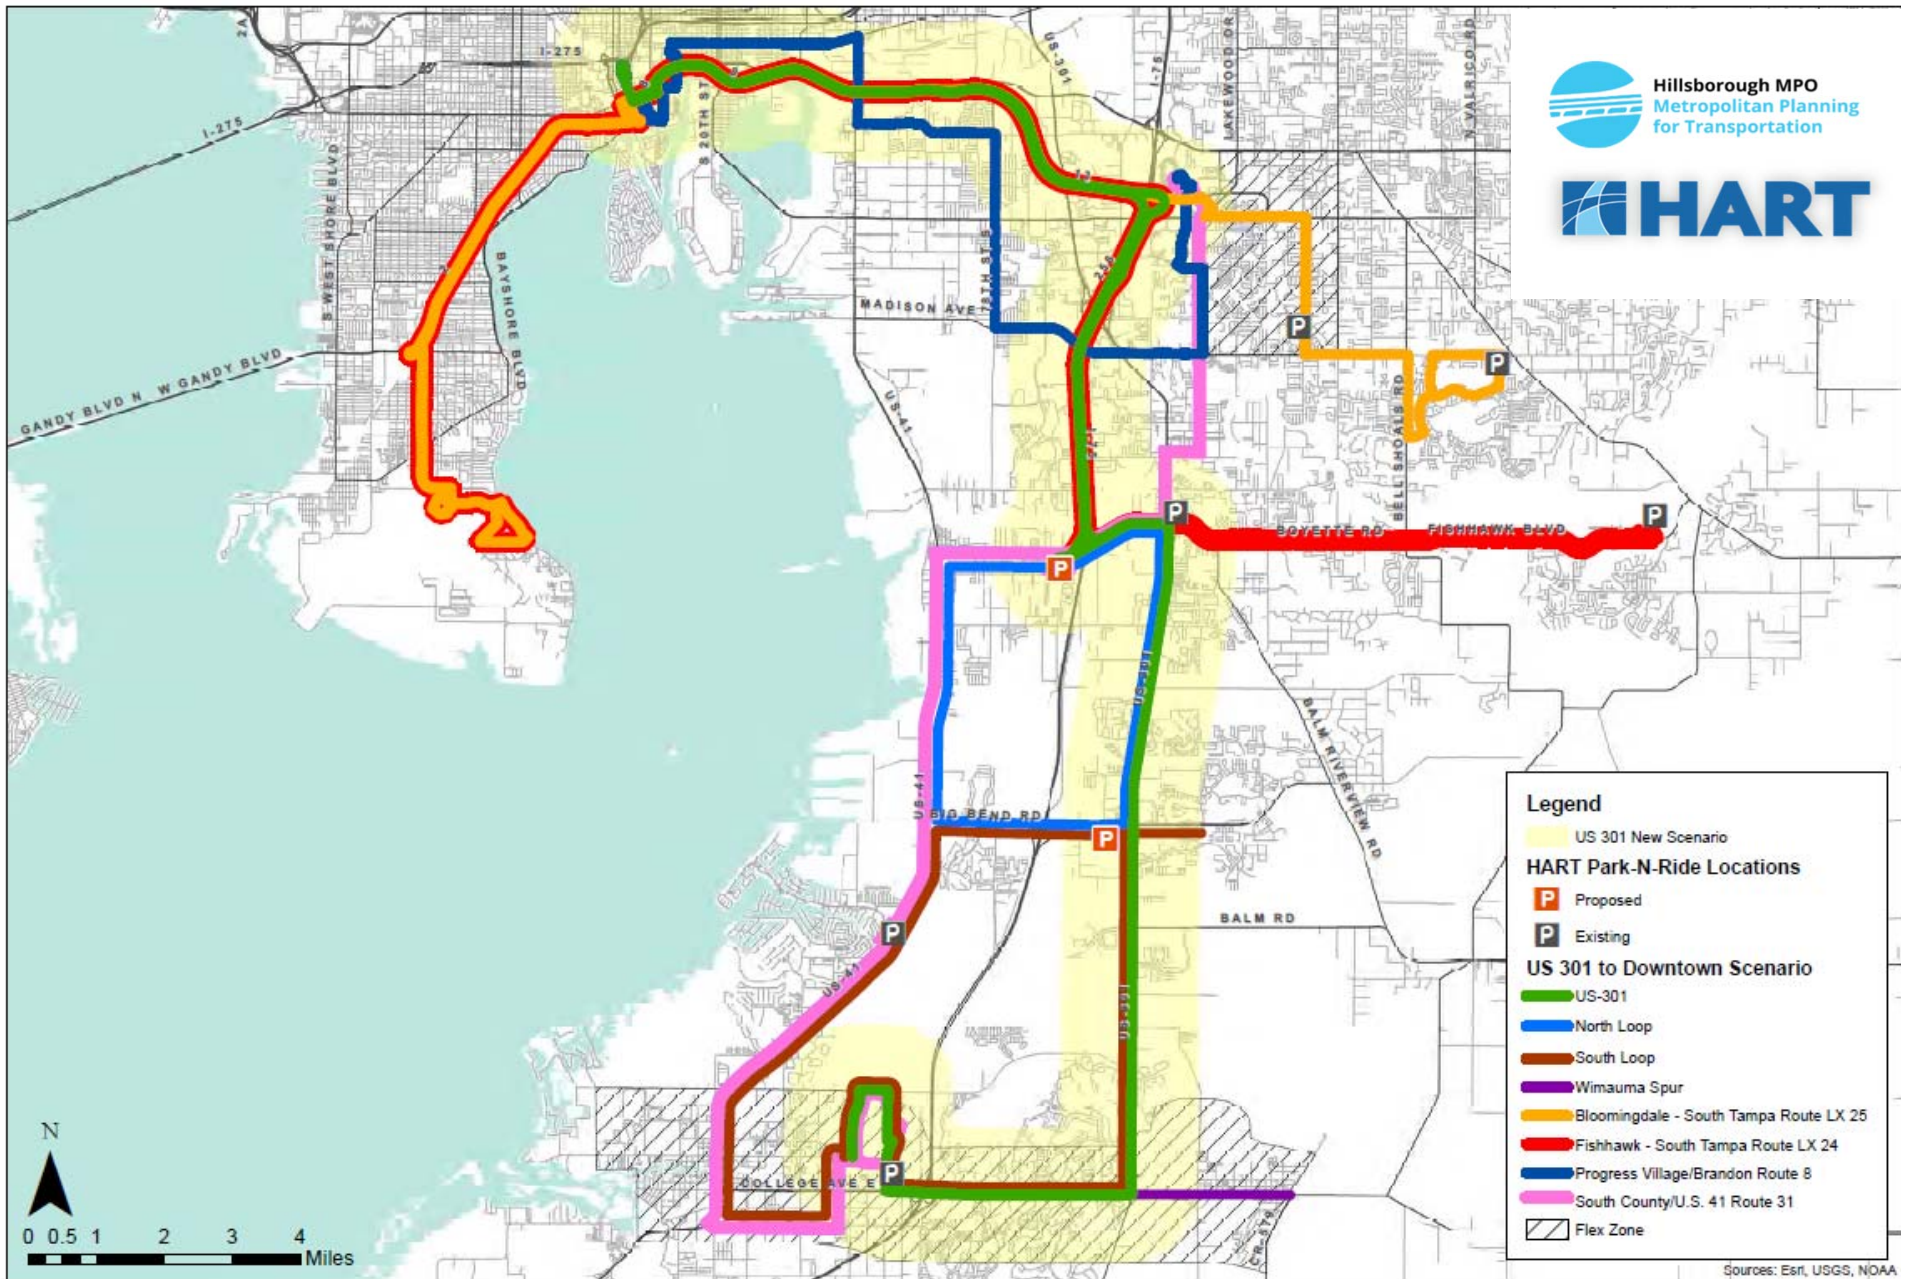 2A
I-275
US-301
I-75
LAKEWOOD DR
N VALRICO RD
Hillsborough MPO
Metropolitan Planning
for Transportation
HART
I-275
S 20TH ST
S WEST SHORE BLVD
BAYSHORE BLVD
78TH ST S
MADISON AVE
256
GANDY BLVD N
W GANDY BLVD
US-41
BELL SHOALS RD
P
P
P
P
BOYETTE RD
FISHHAWK BLVD
P
US-301
BALM RIVERVIEW RD
US-41
BIG BEND RD
P
BALM RD
P
US-41
US-301
COLLEGE AVE E
P
CR-579
N
0 0.5 1 2 3 4
Miles
Legend
US 301 New Scenario
HART Park-N-Ride Locations
P Proposed
P Existing
US 301 to Downtown Scenario
US-301
North Loop
South Loop
Wimauma Spur
Bloomingdale - South Tampa Route LX 25
Fishhawk - South Tampa Route LX 24
Progress Village/Brandon Route 8
South County/U.S. 41 Route 31
Flex Zone
Sources: Esri, USGS, NOAA